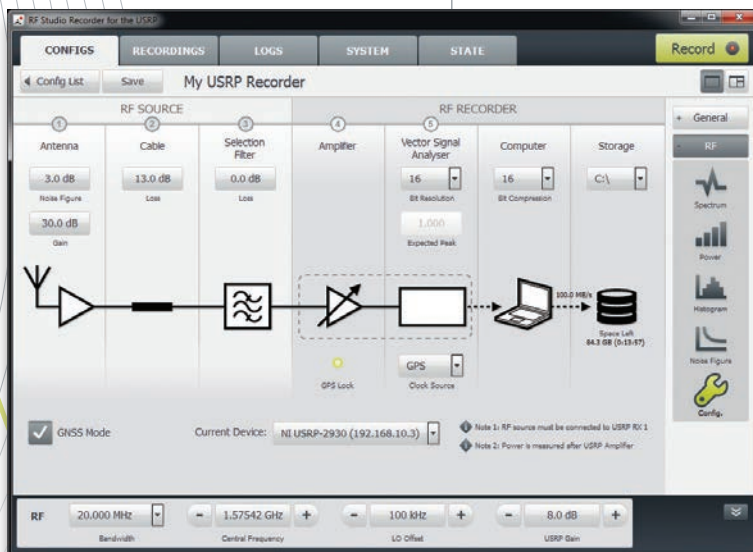 RF Studio Recorder for the USRP
CONFIGS RECORDINGS LOGS SYSTEM STATE Record
Config List Save My USRP Recorder
RF SOURCE RF RECORDER
1 2 3 4 5
Antenna Cable Selection Filter Amplifier Vector Signal Analyser Computer Storage
3.0 dB 13.0 dB 0.0 dB 16 16 C:\
Noise Figure Loss Loss Bit Resolution Bit Compression
30.0 dB 1.000
Gain Expected Peak
100.0 MB/s
Space Left
84.3 GB (0:13:57)
GPS
GPS Lock Clock Source
GNSS Mode Current Device: NI USRP-2930 (192.168.10.3)
Note 1: RF source must be connected to USRP RX 1
Note 2: Power is measured after USRP Amplifier
+ General
- RF
Spectrum
Power
Histogram
Noise Figure
Config.
RF 20.000 MHz - 1.57542 GHz + - 100 kHz + - 8.0 dB +
Bandwidth Central Frequency LO Offset USRP Gain